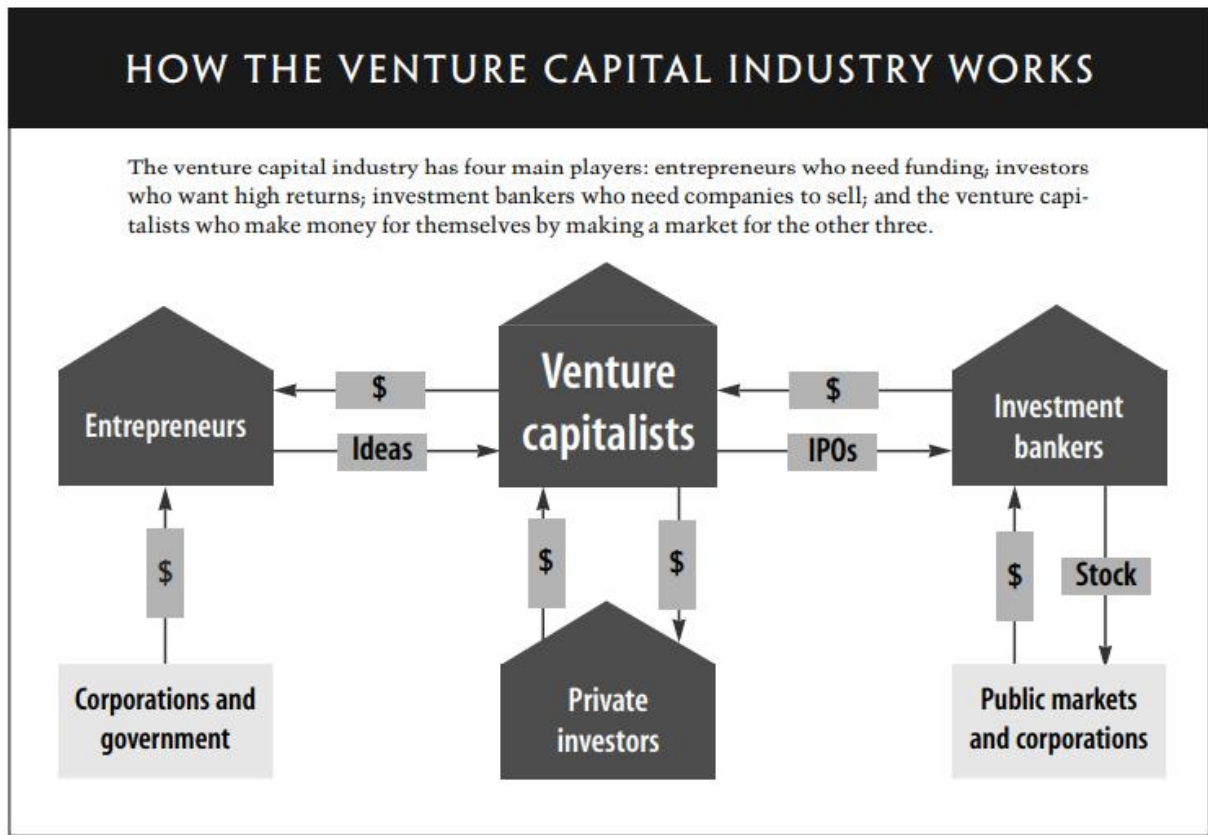 HOW THE VENTURE CAPITAL INDUSTRY WORKS
The venture capital industry has four main players: entrepreneurs who need funding; investors
who want high returns; investment bankers who need companies to sell; and the venture capi-
talists who make money for themselves by making a market for the other three.
Entrepreneurs
$
Ideas
Venture
capitalists
$
IPOs
Investment
bankers
$
$
$
$
Stock
Corporations and
government
Private
investors
Public markets
and corporations